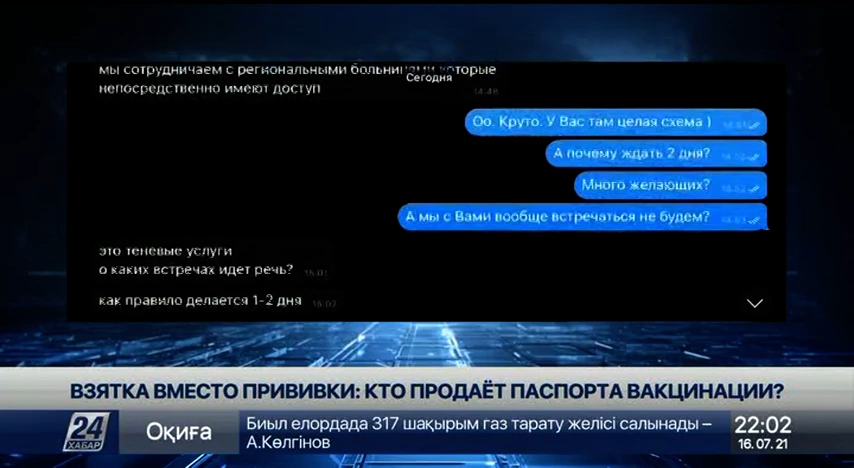 мы сотрудничаем с региональными больницами которые
Сегодня
непосредственно имеют доступ
14:48
Оо. Круто. У Вас там целая схема )
А почему ждать 2 дня?
Много желающих?
А мы с Вами вообще встречаться не будем?
это теневые услуги
о каких встречах идет речь?
как правило делается 1-2 дня
ВЗЯТКА ВМЕСТО ПРИВИВКИ: КТО ПРОДАЁТ ПАСПОРТА ВАКЦИНАЦИИ?
24
ХАБАР
Оқиға
Биыл елордада 317 шақырым газ тарату желісі салынады –
А.Көлгінов
22:02
16.07.21